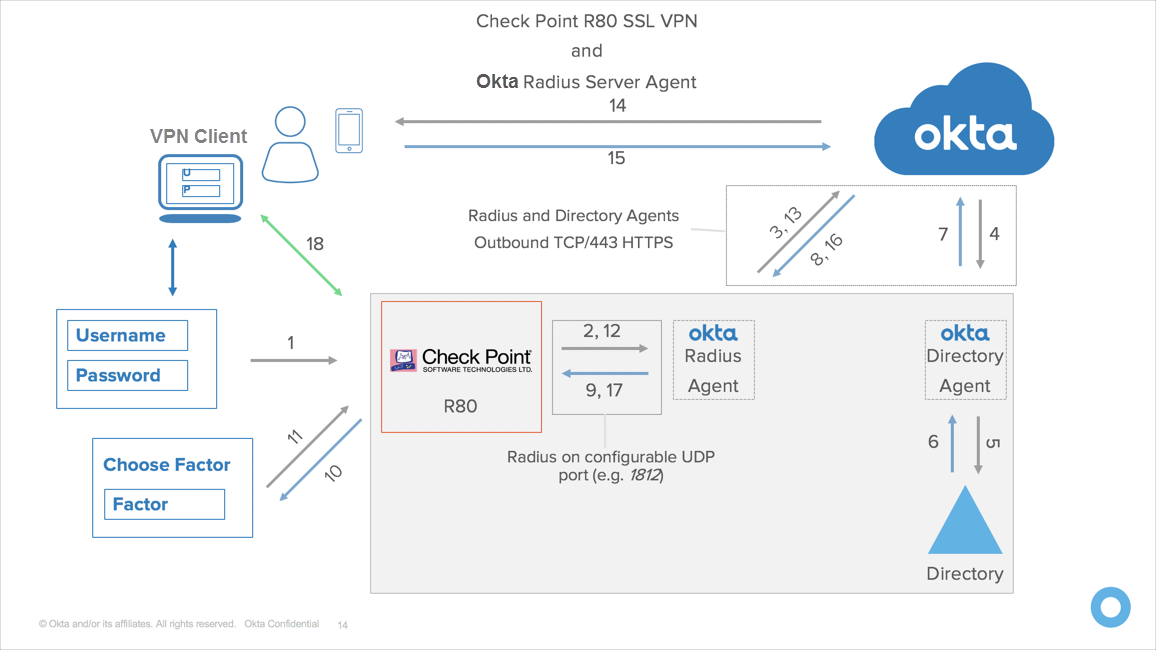 Check Point R80 SSL VPN
and
Okta Radius Server Agent
14
15
okta
VPN Client
U
P
18
Radius and Directory Agents
Outbound TCP/443 HTTPS
3, 13
8, 16
7
4
Username
Password
1
Check Point
SOFTWARE TECHNOLOGIES LTD.
R80
2, 12
9, 17
okta
Radius
Agent
okta
Directory
Agent
Radius on configurable UDP
port (e.g. 1812)
11
10
Choose Factor
Factor
6
5
Directory
© Okta and/or its affiliates. All rights reserved. Okta Confidential 14